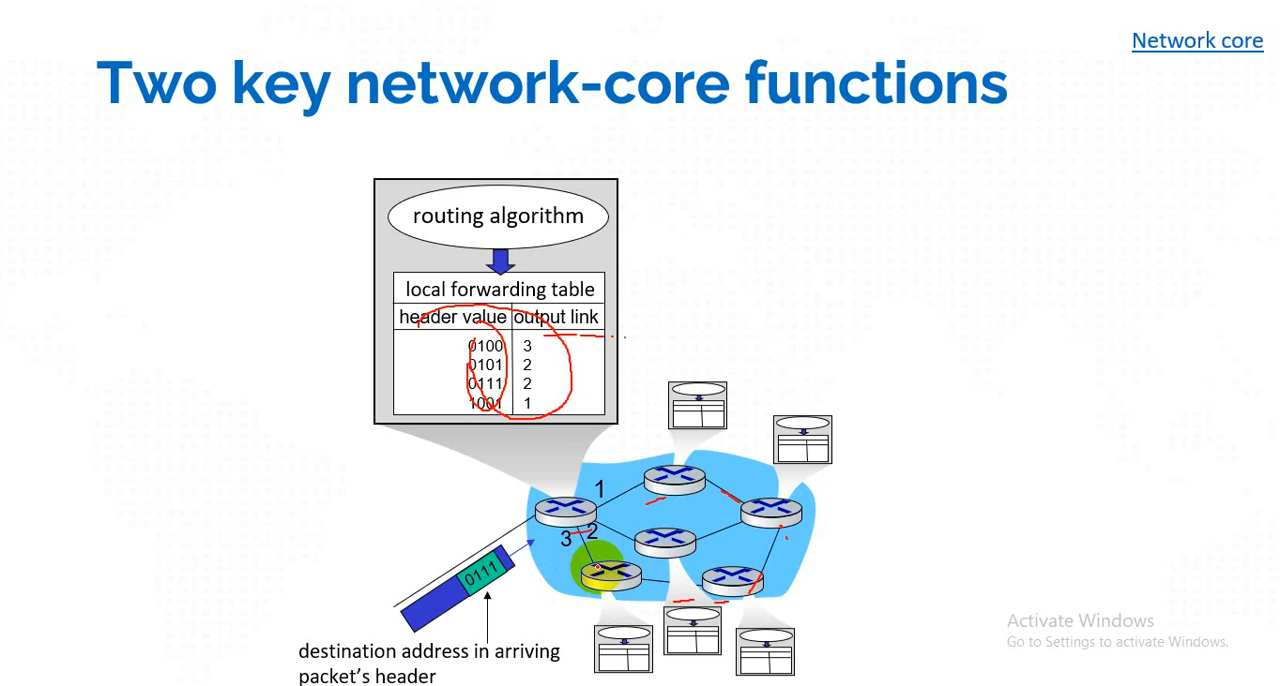 Network core
Two key network-core functions
routing algorithm
local forwarding table
header value output link
0100 3
0101 2
0111 2
1001 1
1
2
3
0111
destination address in arriving
packet's header
Activate Windows
Go to Settings to activate Windows.